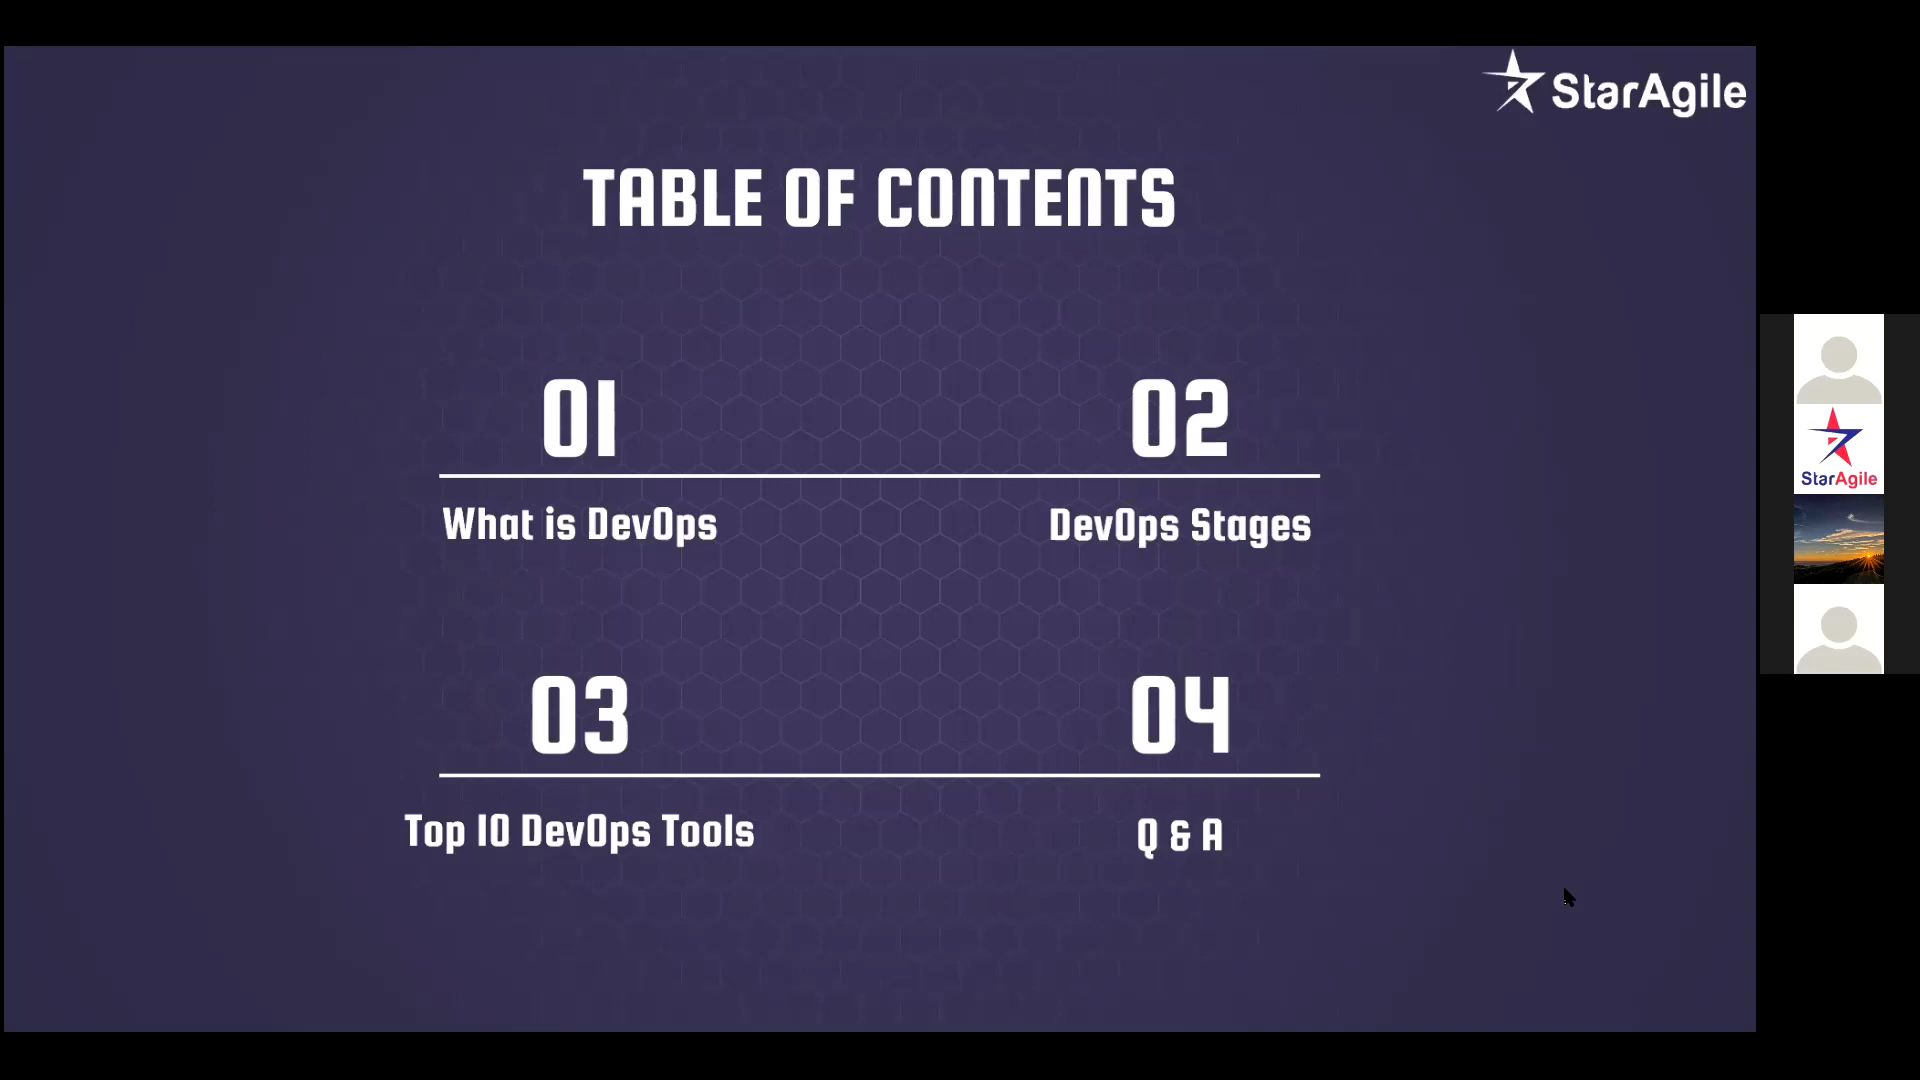 StarAgile
TABLE OF CONTENTS
01
02
What is DevOps
DevOps Stages
03
04
Top 10 DevOps Tools
Q & A
StarAgile